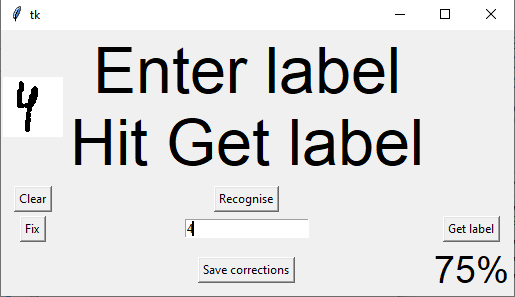 tk
4
Enter label
Hit Get label
Clear
Recognise
Fix
4
Get label
Save corrections
75%